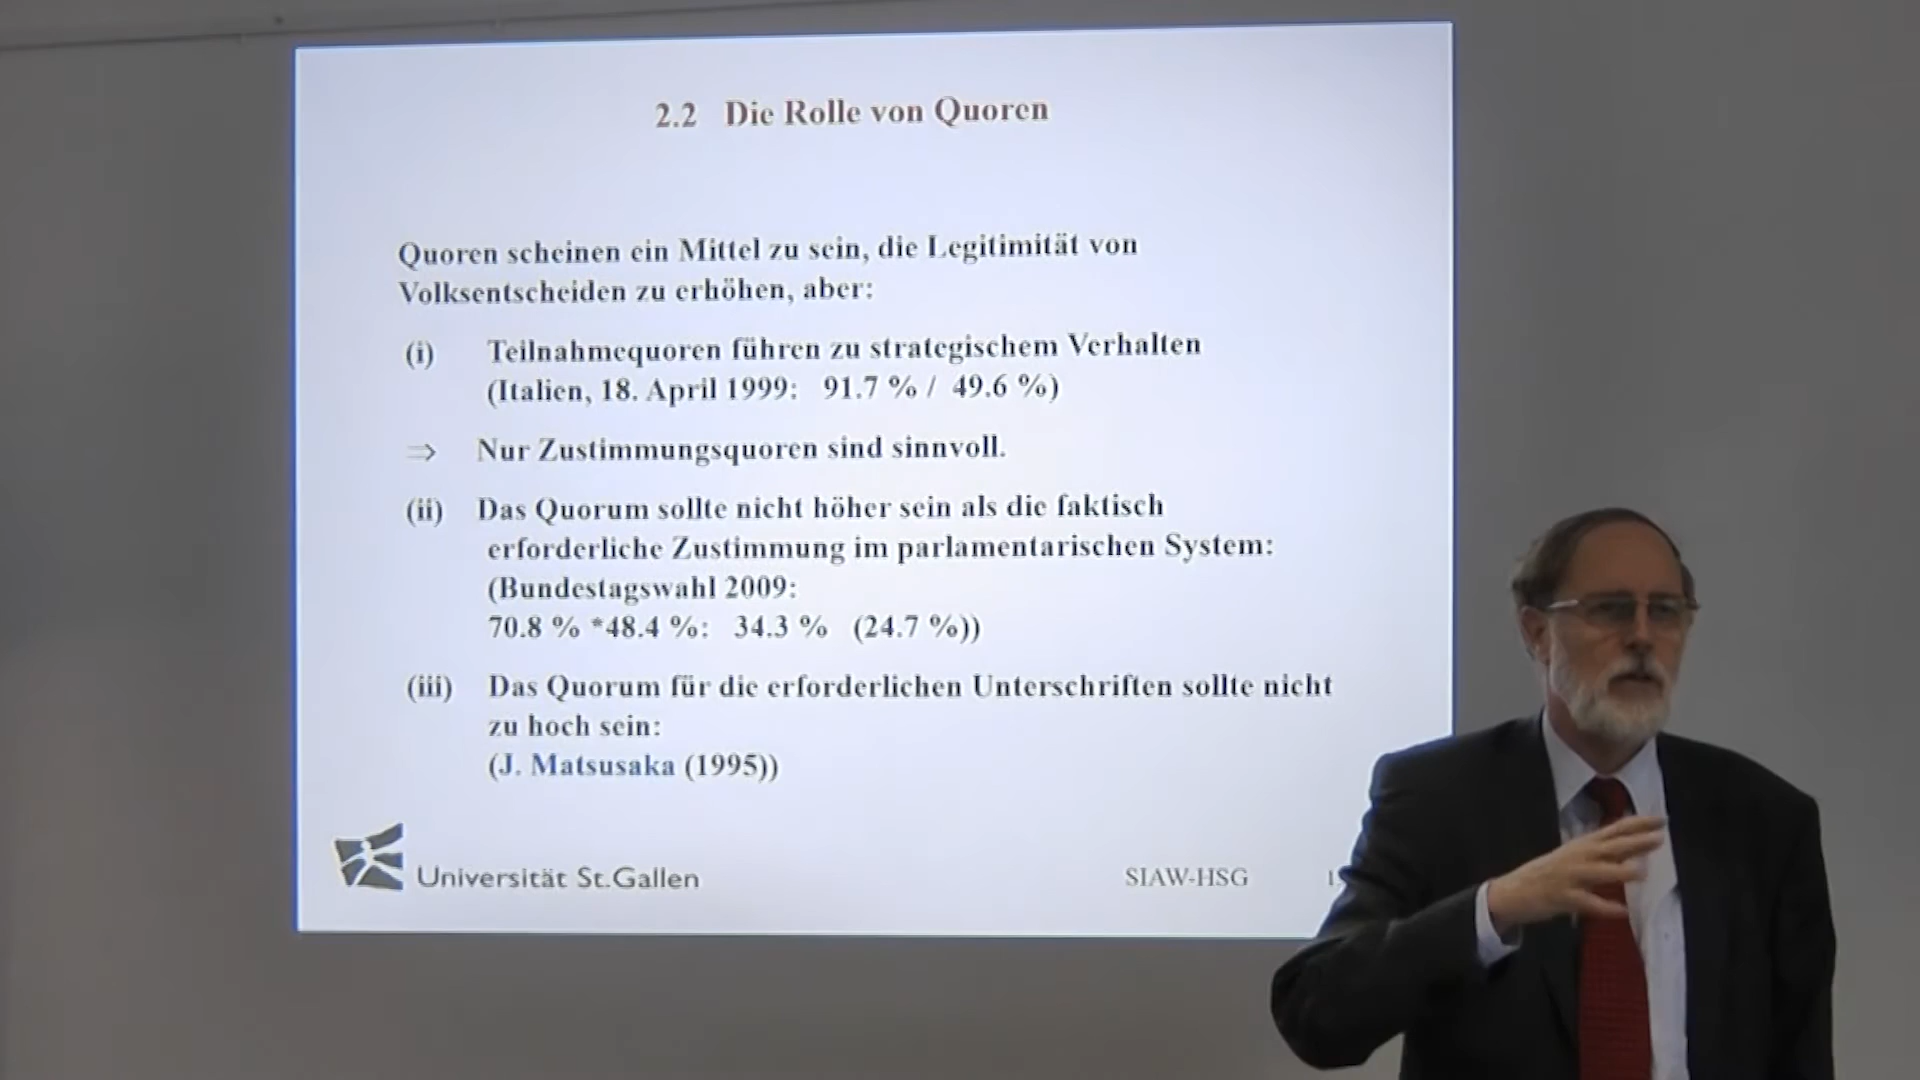 2.2 Die Rolle von Quoren
Quoren scheinen ein Mittel zu sein, die Legitimität von
Volksentscheiden zu erhöhen, aber:
(i) Teilnahmequoren führen zu strategischem Verhalten
(Italien, 18. April 1999: 91.7 % / 49.6 %)
⇒ Nur Zustimmungsquoren sind sinnvoll.
(ii) Das Quorum sollte nicht höher sein als die faktisch
erforderliche Zustimmung im parlamentarischen System:
(Bundestagswahl 2009:
70.8 % *48.4 %: 34.3 % (24.7 %))
(iii) Das Quorum für die erforderlichen Unterschriften sollte nicht
zu hoch sein:
(J. Matsusaka (1995))
Universität St.Gallen
SIAW-HSG